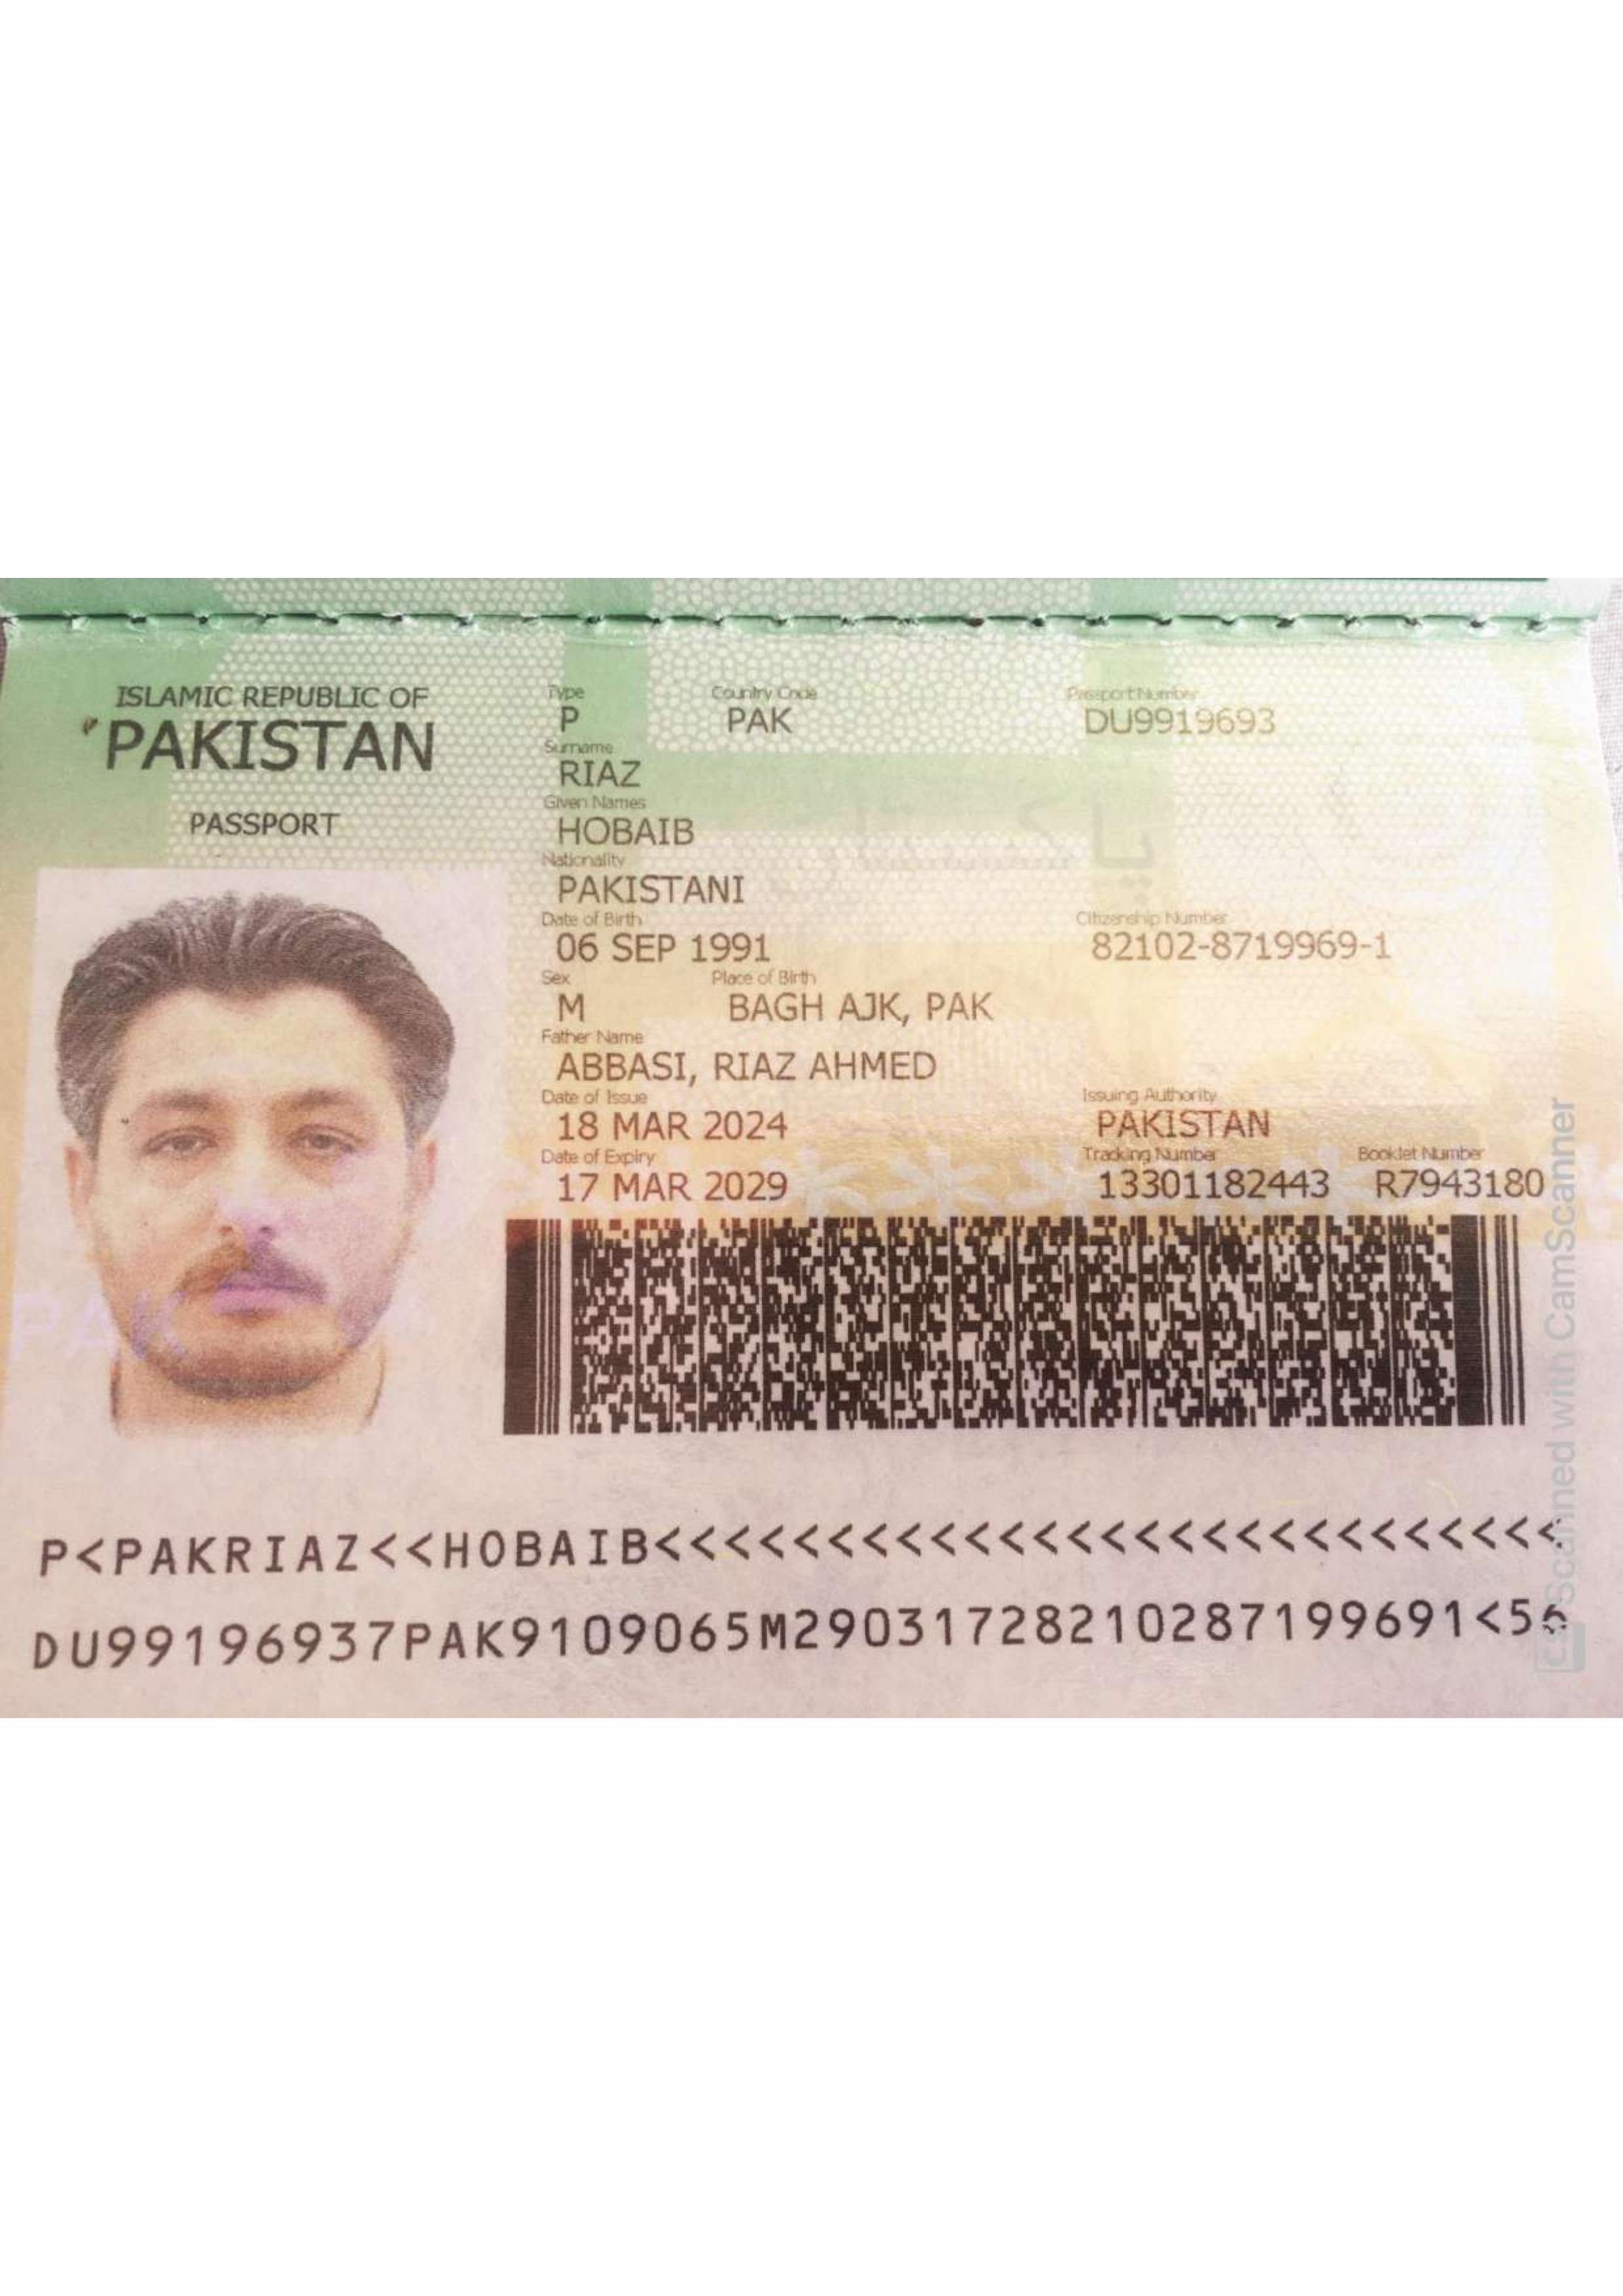 ISLAMIC REPUBLIC OF
PAKISTAN
PASSPORT
Type Country Code Passport Number
P PAK DU9919693
Surname
RIAZ
Given Names
HOBAIB
Nationality
PAKISTANI
Date of Birth Citizenship Number
06 SEP 1991 82102-8719969-1
Sex Place of Birth
M BAGH AJK, PAK
Father Name
ABBASI, RIAZ AHMED
Date of Issue Issuing Authority
18 MAR 2024 PAKISTAN
Date of Expiry Tracking Number Booklet Number
17 MAR 2029 13301182443 R7943180
PAK
P<PAKRIAZ<<HOBAIB<<<<<<<<<<<<<<<<<<<<<<<<<<<
DU99196937PAK9109065M290317282102871 99691<56
Scanned with CamScanner